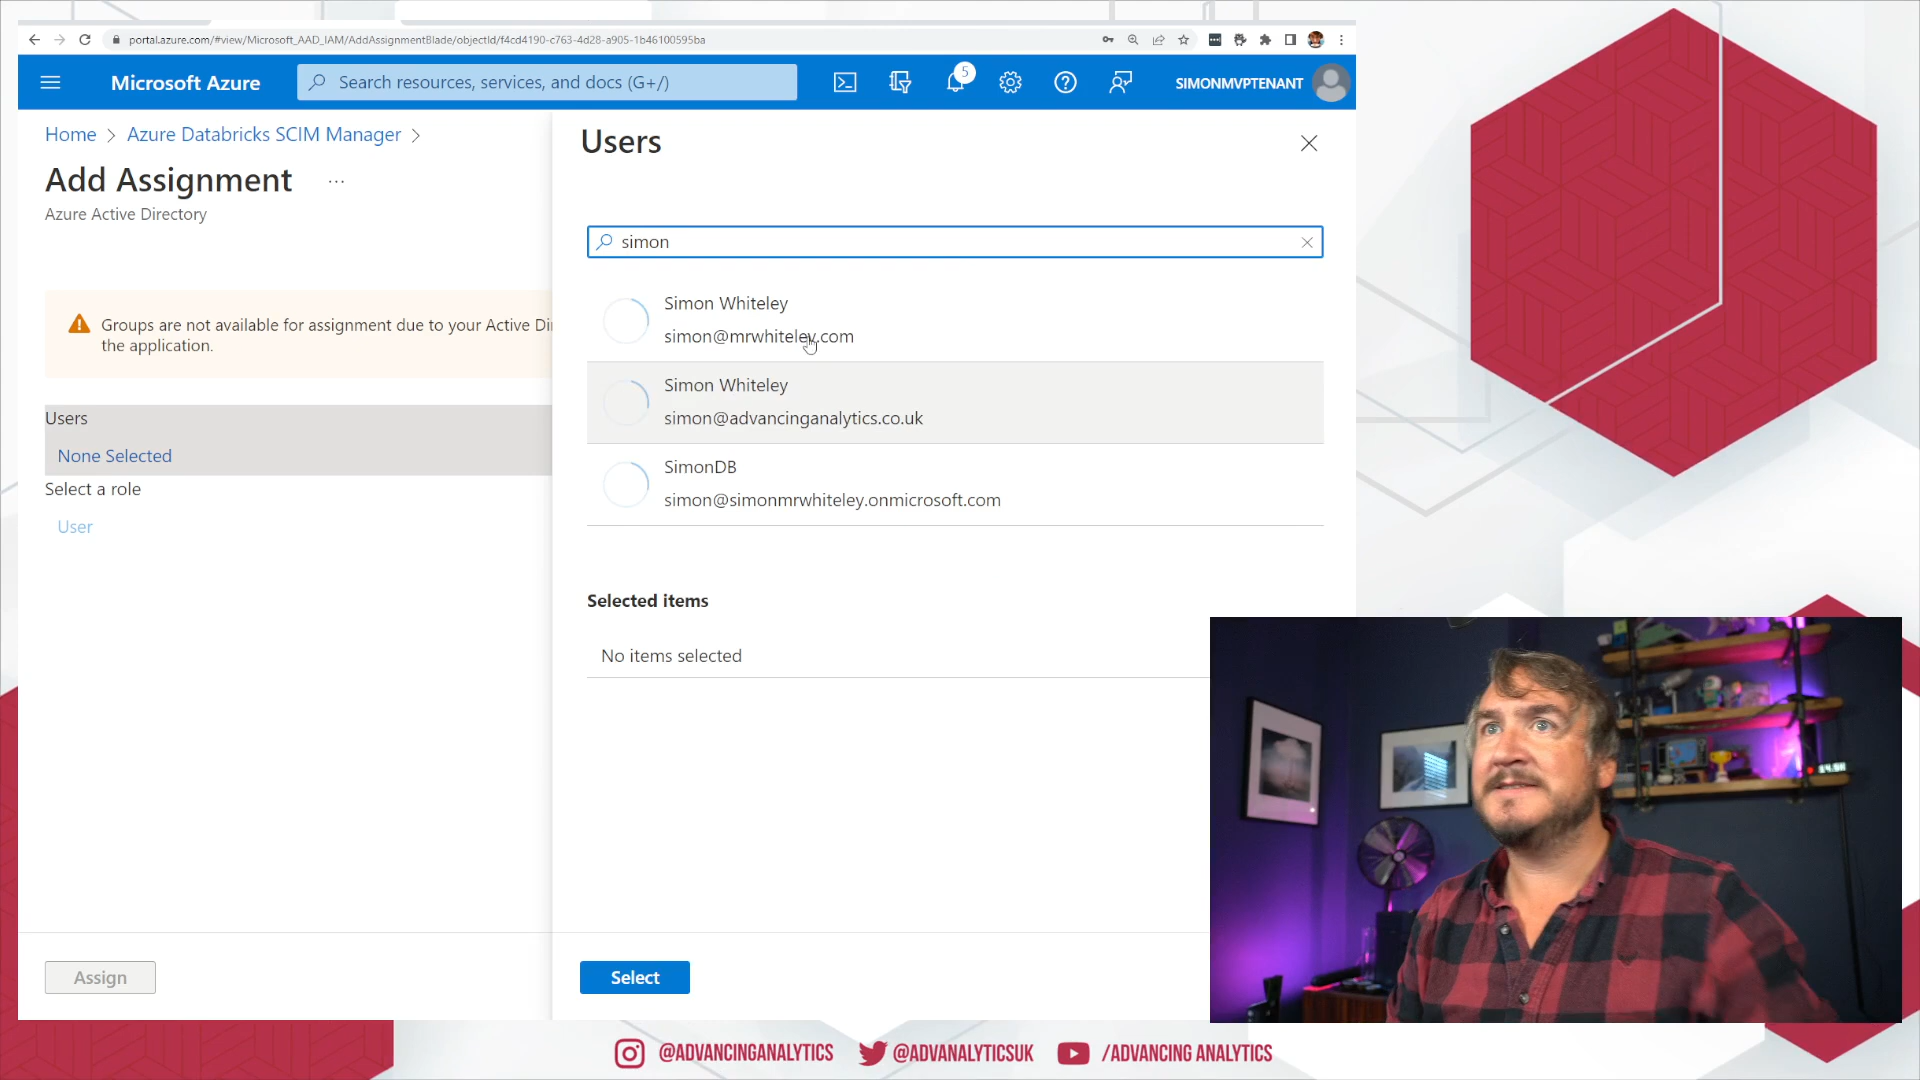 portal.azure.com/#view/Microsoft_AAD_IAM/AddAssignmentBlade/objectId/f4cd4190-c763-4d28-a905-1b46100595ba
Microsoft Azure
Search resources, services, and docs (G+/)
5
SIMONMVPTENANT
Home > Azure Databricks SCIM Manager >
Add Assignment ...
Azure Active Directory
Groups are not available for assignment due to your Active Di
the application.
Users
None Selected
Select a role
User
Assign
Users
simon
Simon Whiteley
simon@mrwhiteley.com
Simon Whiteley
simon@advancinganalytics.co.uk
SimonDB
simon@simonmrwhiteley.onmicrosoft.com
Selected items
No items selected
Select
@ADVANCINGANALYTICS
@ADVANALYTICSUK
/ADVANCING ANALYTICS